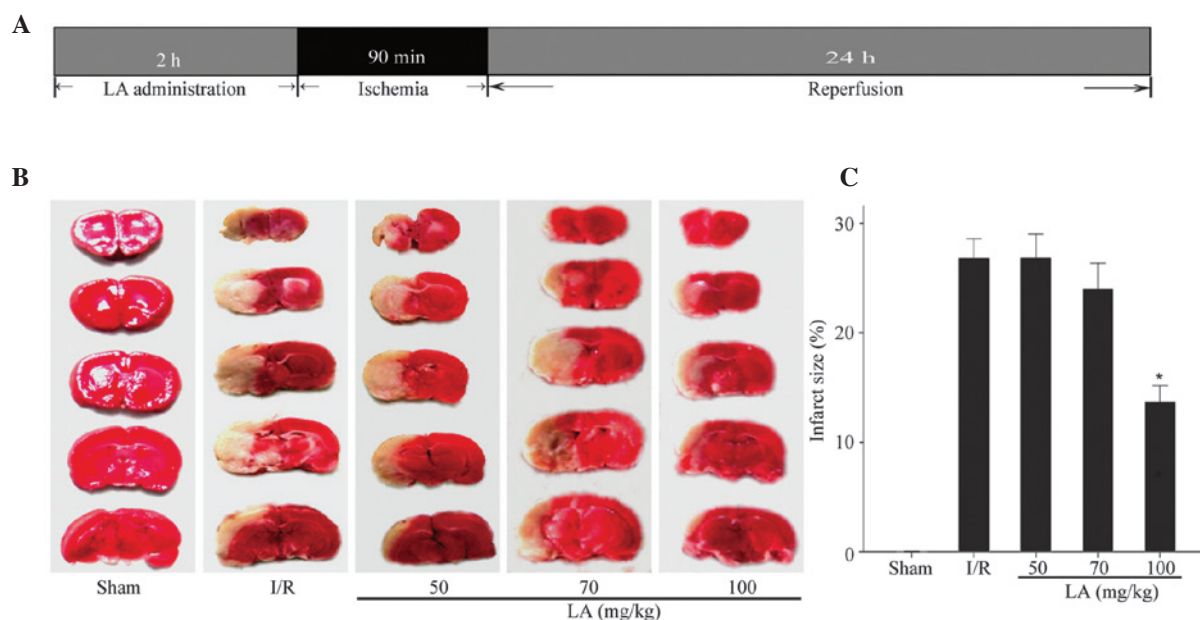 A
2 h 90 min 24 h
LA administration Ischemia Reperfusion
B
Sham I/R 50 70 100
LA (mg/kg)
C
Infarct size (%)
30
20
10
0
*
Sham I/R 50 70 100
LA (mg/kg)